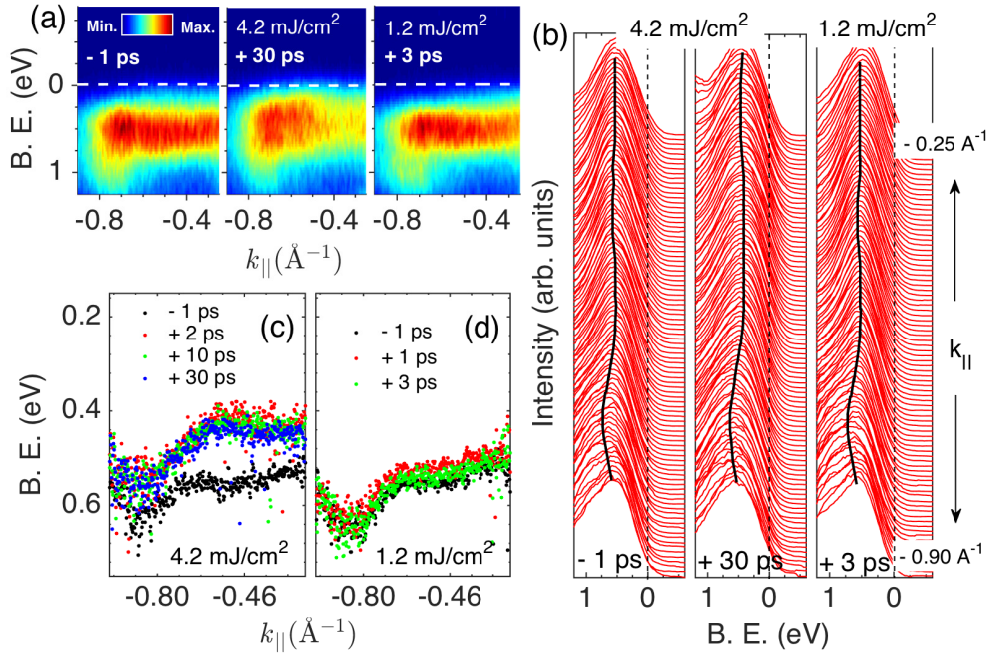 (a)
Min. Max.
- 1 ps
4.2 mJ/cm²
+ 30 ps
1.2 mJ/cm²
+ 3 ps
B. E. (eV)
0
1
-0.8 -0.4 -0.8 -0.4 -0.8 -0.4
k||(Å⁻¹)
(b)
4.2 mJ/cm² 1.2 mJ/cm²
Intensity (arb. units)
- 0.25 A⁻¹
k||
- 0.90 A⁻¹
- 1 ps + 30 ps + 3 ps
1 0 1 0 1 0
B. E. (eV)
(c)
- 1 ps
+ 2 ps
+ 10 ps
+ 30 ps
4.2 mJ/cm²
(d)
- 1 ps
+ 1 ps
+ 3 ps
1.2 mJ/cm²
B. E. (eV)
0.2
0.4
0.6
-0.80 -0.46 -0.80 -0.46
k||(Å⁻¹)